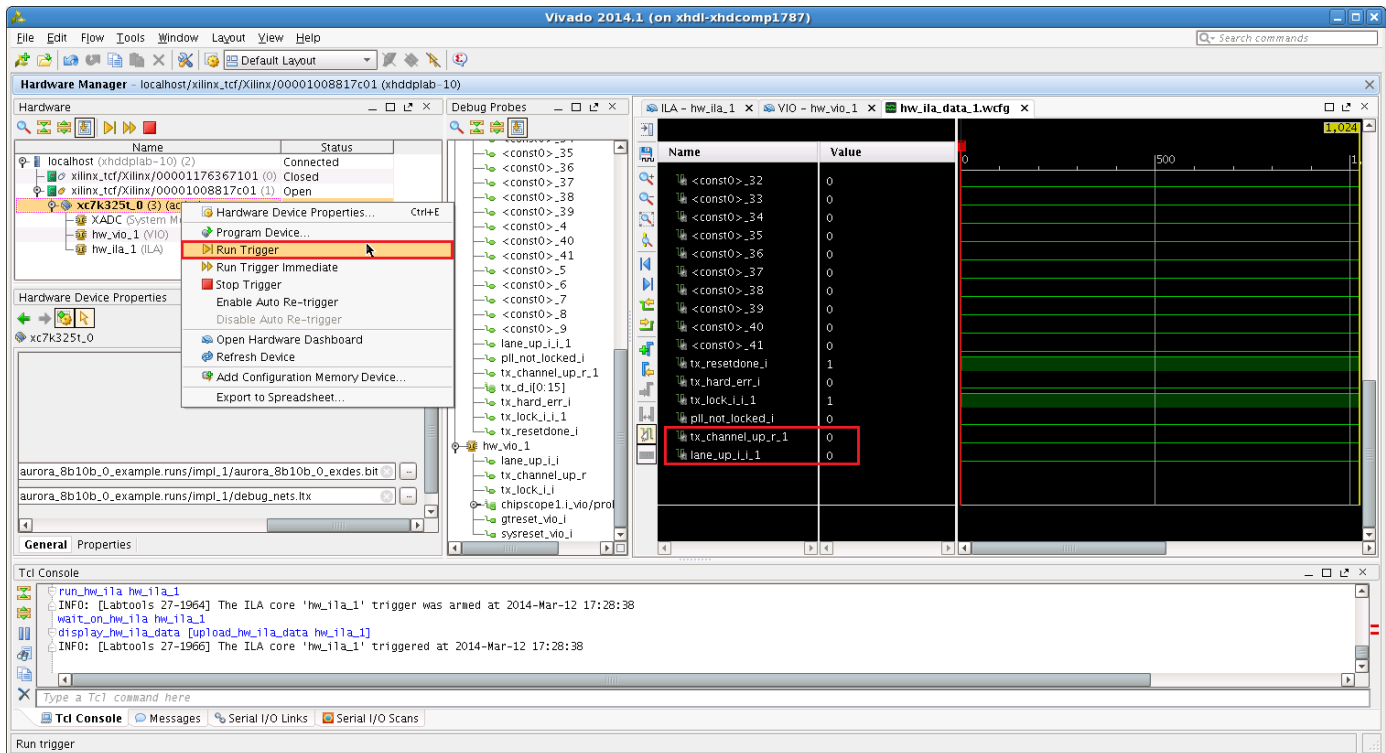 Vivado 2014.1 (on xhdl-xhdcomp1787)
File Edit Flow Tools Window Layout View Help
Search commands
Default Layout
Hardware Manager - localhost/xilinx_tcf/Xilinx/00001008817c01 (xhddplab-10)
Hardware
Name Status
localhost (xhddplab-10) (2) Connected
xilinx_tcf/Xilinx/00001176367101 (0) Closed
xilinx_tcf/Xilinx/00001008817c01 (1) Open
xc7k325t_0 (3) (ac
XADC (System M
hw_vio_1 (VIO)
hw_ila_1 (ILA)
Hardware Device Properties... Ctrl+E
Program Device...
Run Trigger
Run Trigger Immediate
Stop Trigger
Enable Auto Re-trigger
Disable Auto Re-trigger
Open Hardware Dashboard
Refresh Device
Add Configuration Memory Device...
Export to Spreadsheet...
Hardware Device Properties
xc7k325t_0
aurora_8b10b_0_example.runs/impl_1/aurora_8b10b_0_exdes.bit
aurora_8b10b_0_example.runs/impl_1/debug_nets.ltx
General Properties
Debug Probes
<const0>_35
<const0>_36
<const0>_37
<const0>_38
<const0>_39
<const0>_4
<const0>_40
<const0>_41
<const0>_5
<const0>_6
<const0>_7
<const0>_8
<const0>_9
lane_up_i_i_1
pll_not_locked_i
tx_channel_up_r_1
tx_d_i[0:15]
tx_hard_err_i
tx_lock_i_i_1
tx_resetdone_i
hw_vio_1
lane_up_i_i
tx_channel_up_r
tx_lock_i_i
chipscope1.i_vio/prol
gtreset_vio_i
sysreset_vio_i
ILA - hw_ila_1 VIO - hw_vio_1 hw_ila_data_1.wcfg
1,024
Name Value
0 500 1
<const0>_32 0
<const0>_33 0
<const0>_34 0
<const0>_35 0
<const0>_36 0
<const0>_37 0
<const0>_38 0
<const0>_39 0
<const0>_40 0
<const0>_41 0
tx_resetdone_i 1
tx_hard_err_i 0
tx_lock_i_i_1 1
pll_not_locked_i 0
tx_channel_up_r_1 0
lane_up_i_i_1 0
Tcl Console
run_hw_ila hw_ila_1
INFO: [Labtools 27-1964] The ILA core 'hw_ila_1' trigger was armed at 2014-Mar-12 17:28:38
wait_on_hw_ila hw_ila_1
display_hw_ila_data [upload_hw_ila_data hw_ila_1]
INFO: [Labtools 27-1966] The ILA core 'hw_ila_1' triggered at 2014-Mar-12 17:28:38
Type a Tcl command here
Tcl Console Messages Serial I/O Links Serial I/O Scans
Run trigger